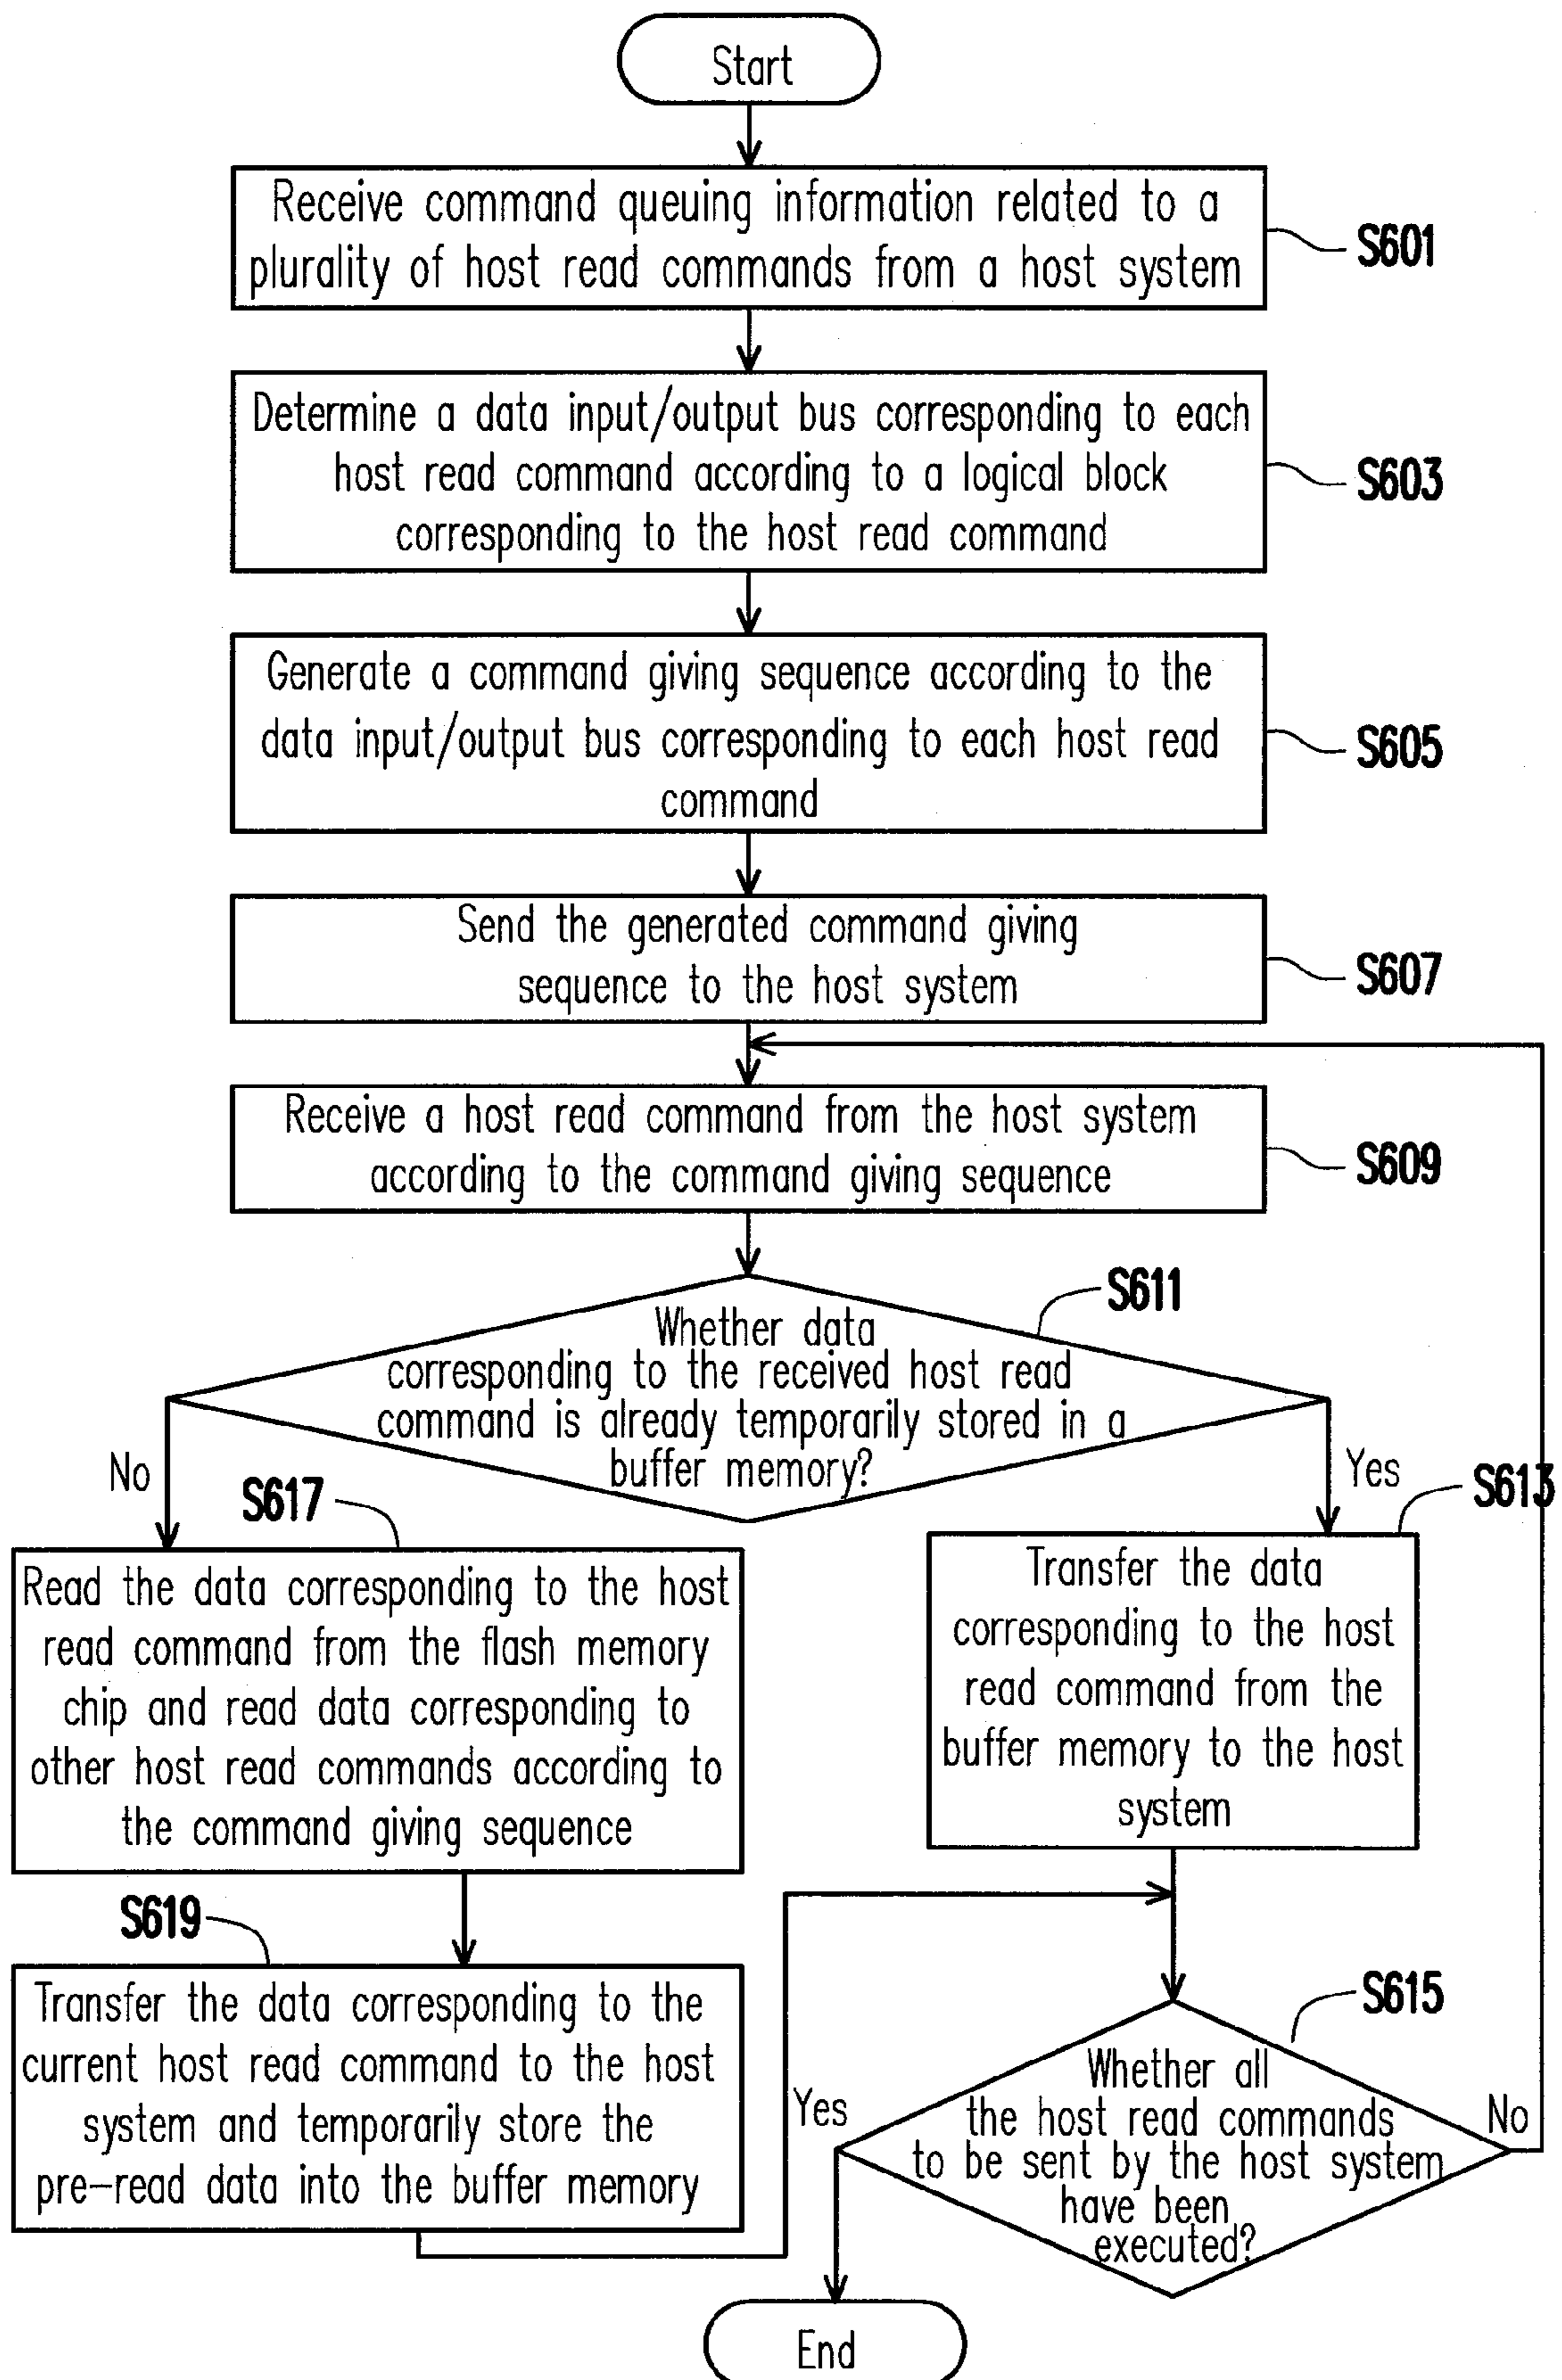 Start
Receive command queuing information related to a
plurality of host read commands from a host system
S601
Determine a data input/output bus corresponding to each
host read command according to a logical block
corresponding to the host read command
S603
Generate a command giving sequence according to the
data input/output bus corresponding to each host read
command
S605
Send the generated command giving
sequence to the host system
S607
Receive a host read command from the host system
according to the command giving sequence
S609
S611
Whether data
corresponding to the received host read
command is already temporarily stored in a
buffer memory?
No
Yes
S617
S613
Read the data corresponding to the host
read command from the flash memory
chip and read data corresponding to
other host read commands according to
the command giving sequence
Transfer the data
corresponding to the host
read command from the
buffer memory to the host
system
S619
Transfer the data corresponding to the
current host read command to the host
system and temporarily store the
pre-read data into the buffer memory
S615
Whether all
the host read commands
to be sent by the host system
have been
executed?
Yes
No
End